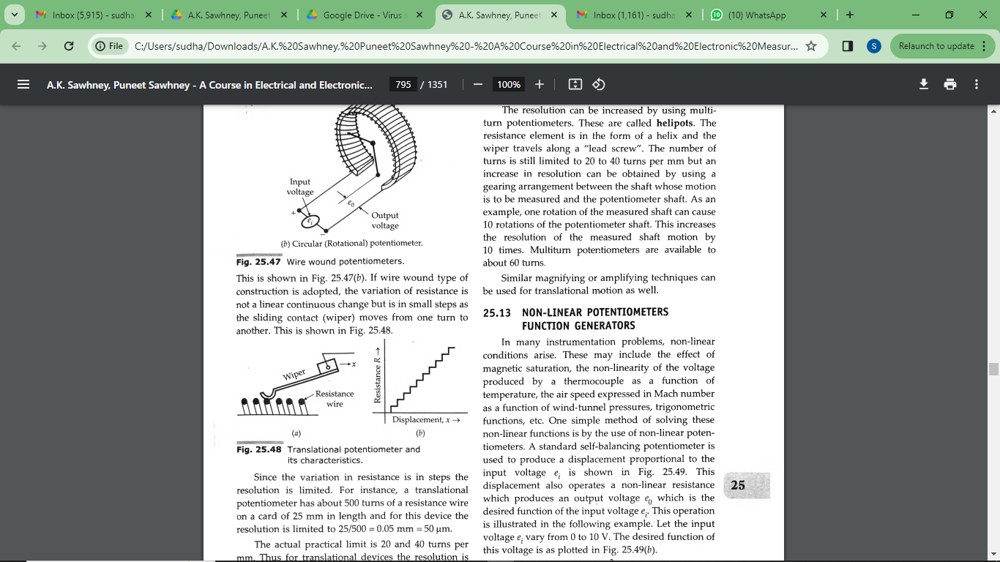 Inbox (5,915) - sudha
A.K. Sawhney, Puneet
Google Drive - Virus s
A.K. Sawhney, Puneet
Inbox (1,161) - sudha
10
(10) WhatsApp
File
C:/Users/sudha/Downloads/A.K.%20Sawhney,%20Puneet%20Sawhney%20-%20A%20Course%20in%20Electrical%20and%20Electronic%20Measur...
S
Relaunch to update
A.K. Sawhney, Puneet Sawhney - A Course in Electrical and Electronic...
795 / 1351
100%
Input
voltage
+
ei
−
e0
Output
voltage
(b) Circular (Rotational) potentiometer.
Fig. 25.47 Wire wound potentiometers.
This is shown in Fig. 25.47(b). If wire wound type of
construction is adopted, the variation of resistance is
not a linear continuous change but is in small steps as
the sliding contact (wiper) moves from one turn to
another. This is shown in Fig. 25.48.
Wiper
x
Resistance
wire
(a)
Resistance R →
Displacement, x →
(b)
Fig. 25.48 Translational potentiometer and
its characteristics.
Since the variation in resistance is in steps the
resolution is limited. For instance, a translational
potentiometer has about 500 turns of a resistance wire
on a card of 25 mm in length and for this device the
resolution is limited to 25/500 = 0.05 mm = 50 μm.
The actual practical limit is 20 and 40 turns per
mm. Thus for translational devices the resolution is
The resolution can be increased by using multi-
turn potentiometers. These are called helipots. The
resistance element is in the form of a helix and the
wiper travels along a "lead screw". The number of
turns is still limited to 20 to 40 turns per mm but an
increase in resolution can be obtained by using a
gearing arrangement between the shaft whose motion
is to be measured and the potentiometer shaft. As an
example, one rotation of the measured shaft can cause
10 rotations of the potentiometer shaft. This increases
the resolution of the measured shaft motion by
10 times. Multiturn potentiometers are available to
about 60 turns.
Similar magnifying or amplifying techniques can
be used for translational motion as well.
25.13 NON-LINEAR POTENTIOMETERS
FUNCTION GENERATORS
In many instrumentation problems, non-linear
conditions arise. These may include the effect of
magnetic saturation, the non-linearity of the voltage
produced by a thermocouple as a function of
temperature, the air speed expressed in Mach number
as a function of wind-tunnel pressures, trigonometric
functions, etc. One simple method of solving these
non-linear functions is by the use of non-linear poten-
tiometers. A standard self-balancing potentiometer is
used to produce a displacement proportional to the
input voltage ei is shown in Fig. 25.49. This
displacement also operates a non-linear resistance
which produces an output voltage e0 which is the
desired function of the input voltage ei. This operation
is illustrated in the following example. Let the input
voltage ei vary from 0 to 10 V. The desired function of
this voltage is as plotted in Fig. 25.49(b).
25